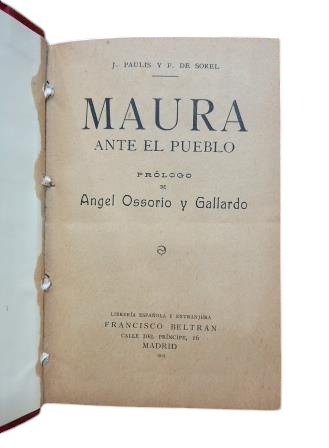 J. PAULIS Y F. DE SOREL
MAURA
ANTE EL PUEBLO
PRÓLOGO
DE
Angel Ossorio y Gallardo
LIBRERÍA ESPAÑOLA Y EXTRANJERA
FRANCISCO BELTRÁN
CALLE DEL PRÍNCIPE, 16
MADRID